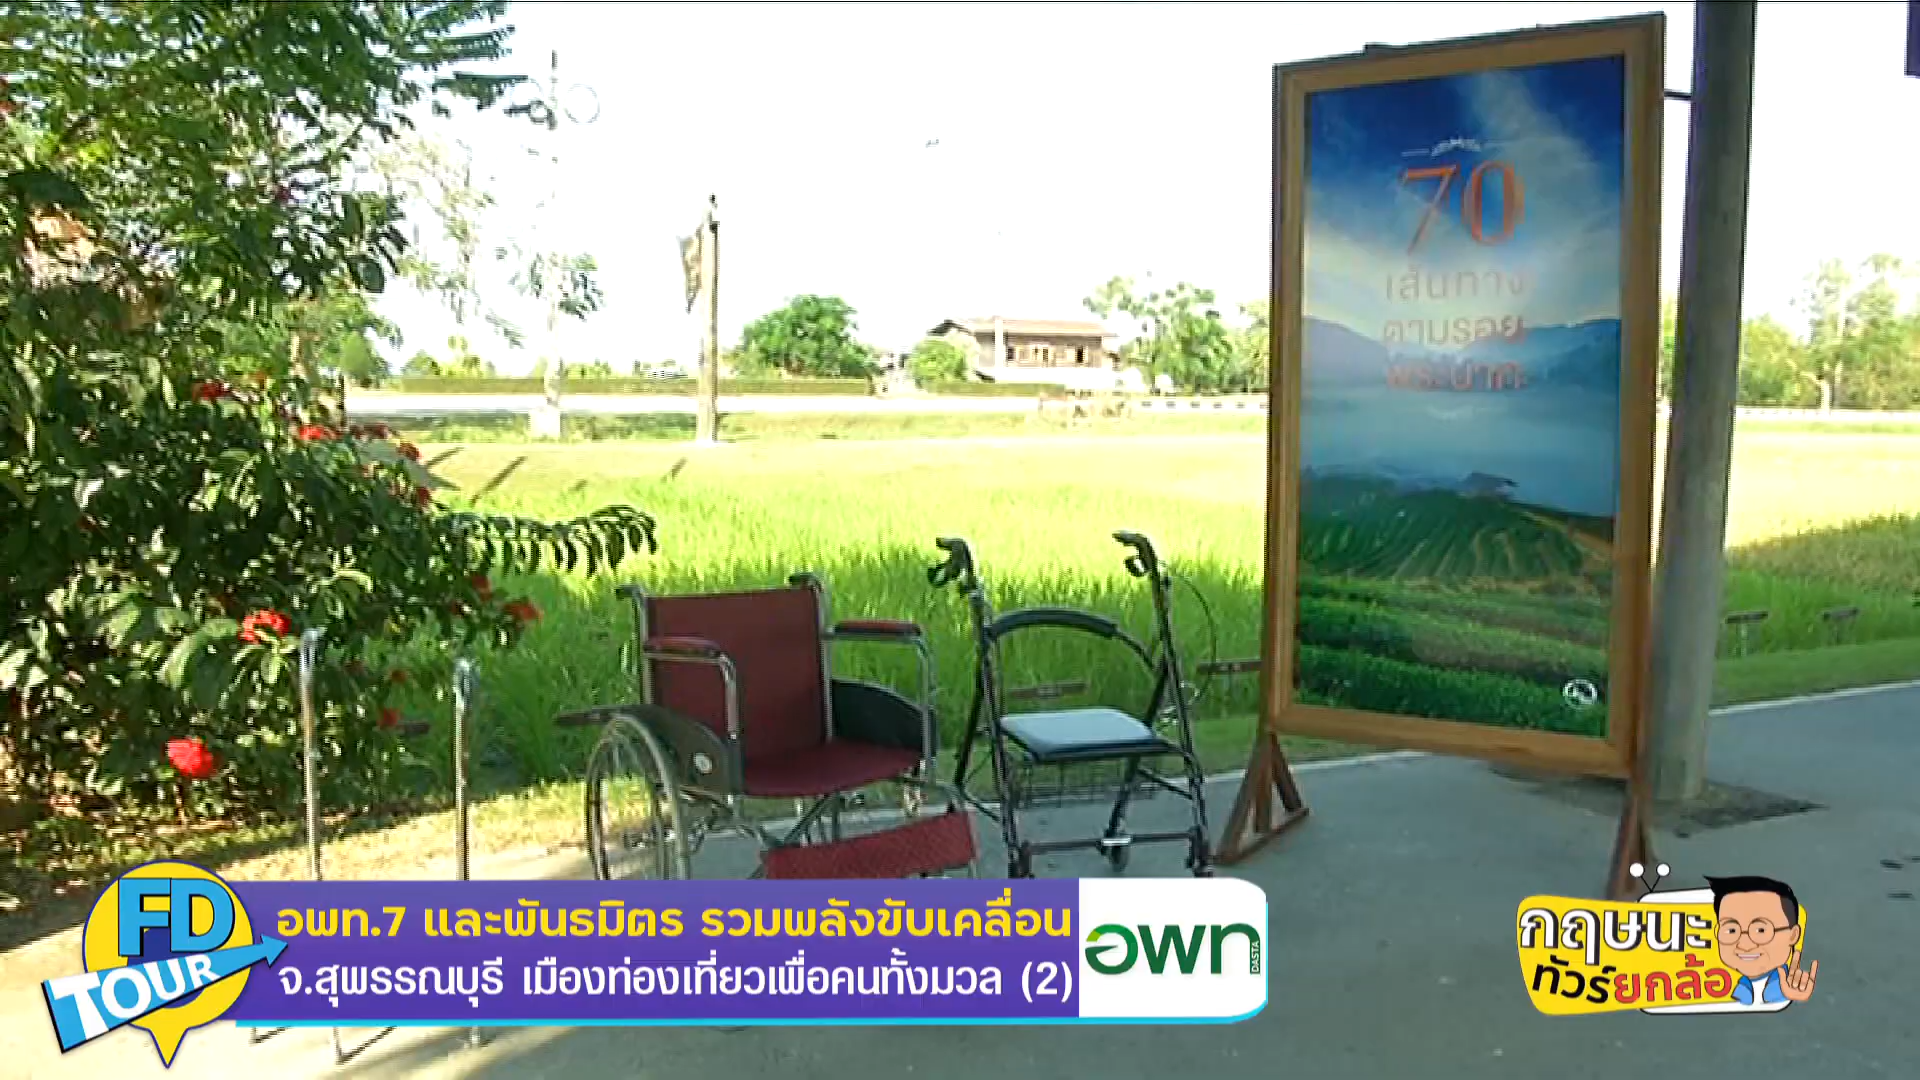 70
เส้นทาง
ตามรอย
พระบาท
FD
TOUR
อพท.7 และพันธมิตร รวมพลังขับเคลื่อน
จ.สุพรรณบุรี เมืองท่องเที่ยวเพื่อคนทั้งมวล (2)
อพท
DASTA
กฤษนะ
ทัวร์ยกล้อ